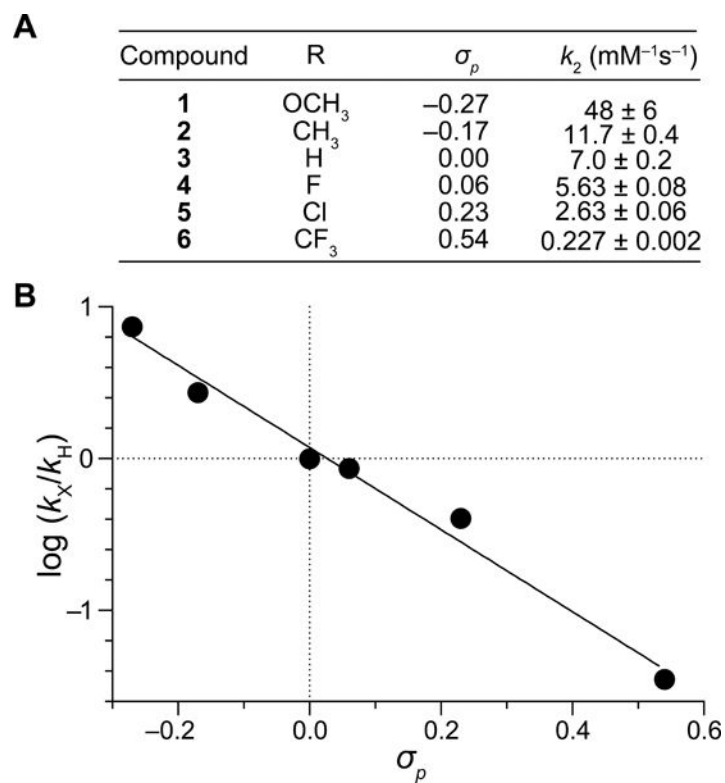 A
Compound R σp k2 (mM–1s–1)
1 OCH3 –0.27 48 ± 6
2 CH3 –0.17 11.7 ± 0.4
3 H 0.00 7.0 ± 0.2
4 F 0.06 5.63 ± 0.08
5 Cl 0.23 2.63 ± 0.06
6 CF3 0.54 0.227 ± 0.002
B
1
0
–1
log (kX/kH)
–0.2 0.0 0.2 0.4 0.6
σp